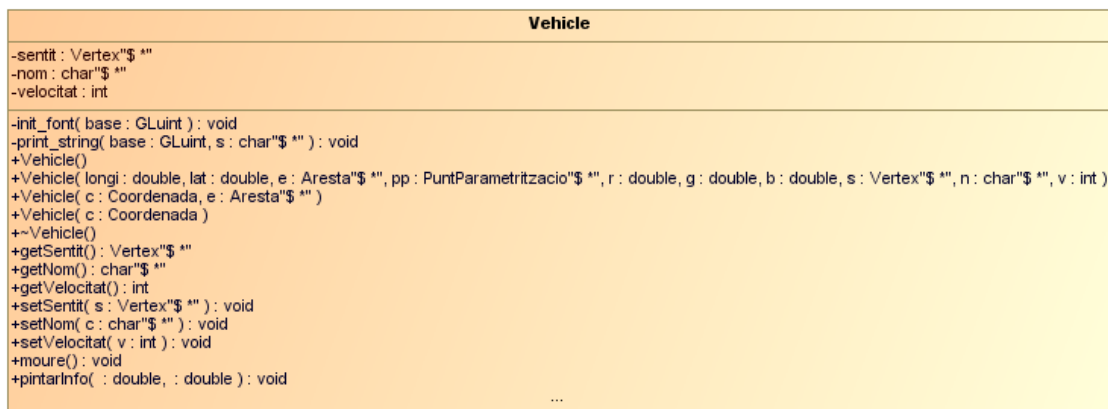 Vehicle
-sentit : Vertex"$ *"
-nom : char"$ *"
-velocitat : int
-init_font( base : GLuint ) : void
-print_string( base : GLuint, s : char"$ *" ) : void
+Vehicle()
+Vehicle( longi : double, lat : double, e : Aresta"$ *", pp : PuntParametritzacio"$ *", r : double, g : double, b : double, s : Vertex"$ *", n : char"$ *", v : int )
+Vehicle( c : Coordenada, e : Aresta"$ *" )
+Vehicle( c : Coordenada )
+~Vehicle()
+getSentit() : Vertex"$ *"
+getNom() : char"$ *"
+getVelocitat() : int
+setSentit( s : Vertex"$ *" ) : void
+setNom( c : char"$ *" ) : void
+setVelocitat( v : int ) : void
+moure() : void
+pintarInfo( : double, : double ) : void
...